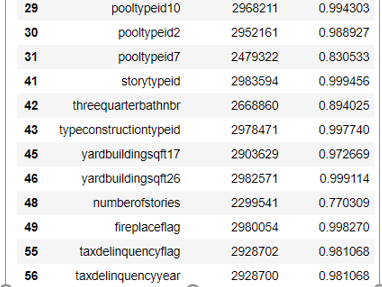 29 pooltypeid10 2968211 0.994303
30 pooltypeid2 2952161 0.988927
31 pooltypeid7 2479322 0.830533
41 storytypeid 2983594 0.999456
42 threequarterbathnbr 2668860 0.894025
43 typeconstructiontypeid 2978471 0.997740
45 yardbuildingsqft17 2903629 0.972669
46 yardbuildingsqft26 2982571 0.999114
48 numberofstories 2299541 0.770309
49 fireplaceflag 2980054 0.998270
55 taxdelinquencyflag 2928702 0.981068
56 taxdelinquencyyear 2928700 0.981068